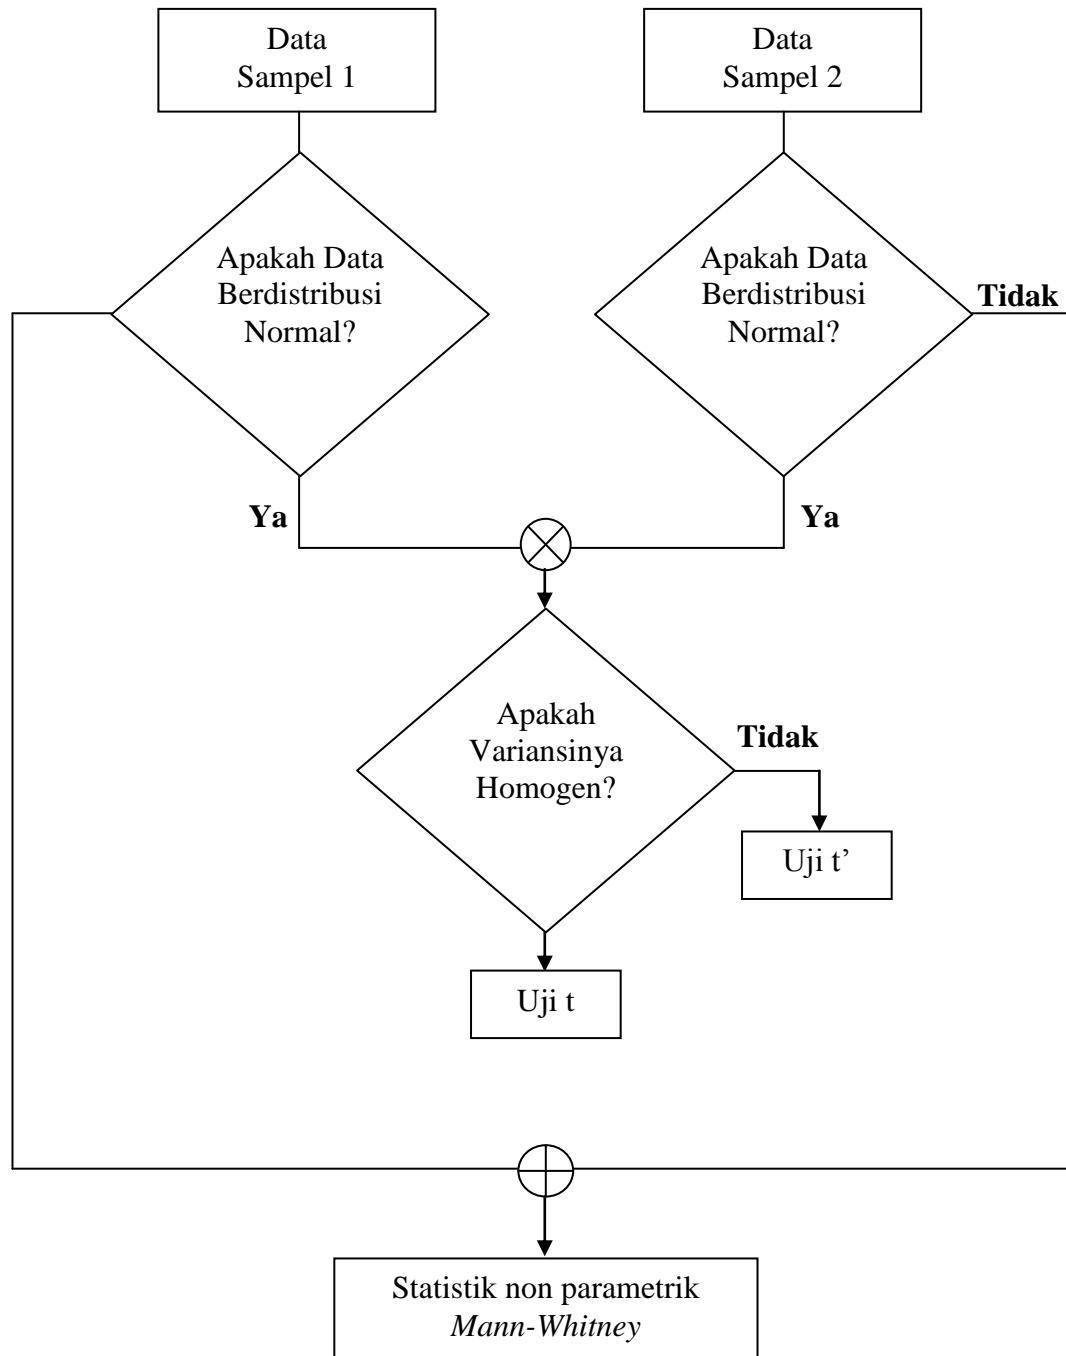 Data
Sampel 1
Data
Sampel 2
Apakah Data
Berdistribusi
Normal?
Apakah Data
Berdistribusi
Normal?
Tidak
Ya
Ya
Apakah
Variansinya
Homogen?
Tidak
Uji t’
Uji t
Statistik non parametrik
Mann-Whitney